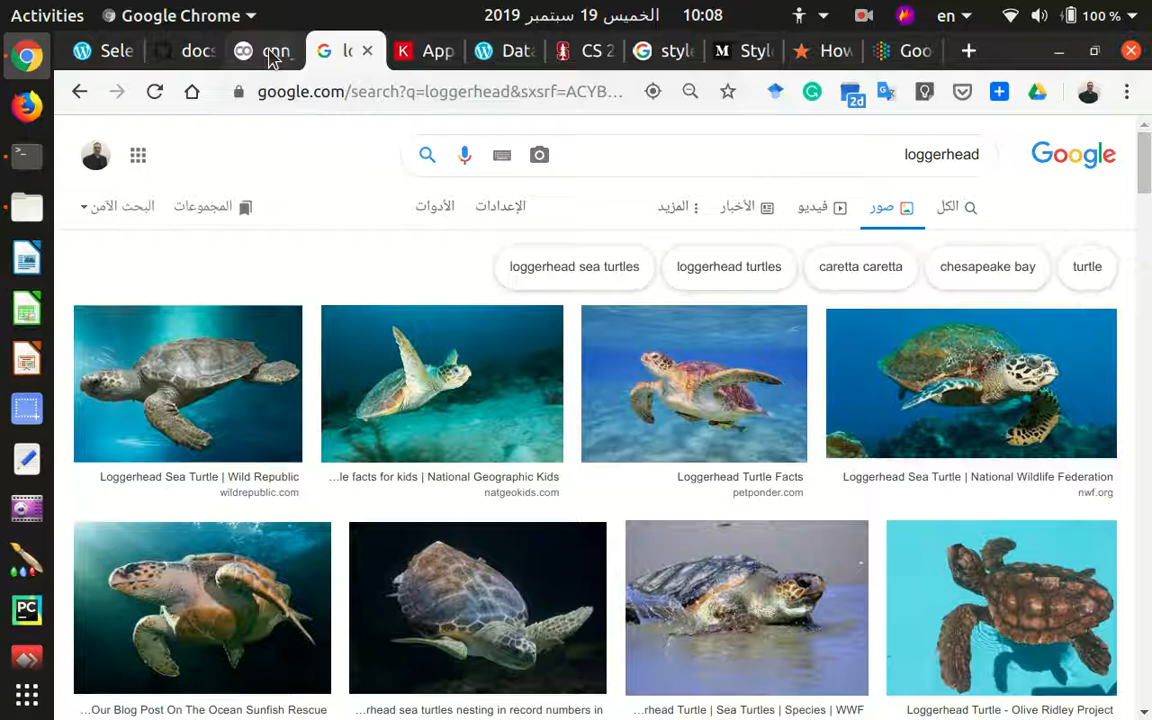 Activities
Google Chrome
الخميس 19 سبتمبر 2019 10:08
en
100 %
Sele
docs
App
Data
CS 2
style
Style
How
Goo
google.com/search?q=loggerhead&sxsrf=ACYB...
2d
loggerhead
Google
الكل
صور
فيديو
الأخبار
المزيد
الإعدادات
الأدوات
المجموعات
البحث الآمن
loggerhead sea turtles
loggerhead turtles
caretta caretta
chesapeake bay
turtle
Loggerhead Sea Turtle | Wild Republic
wildrepublic.com
...le facts for kids | National Geographic Kids
natgeokids.com
Loggerhead Turtle Facts
petponder.com
Loggerhead Sea Turtle | National Wildlife Federation
nwf.org
...Our Blog Post On The Ocean Sunfish Rescue
...rhead sea turtles nesting in record numbers in
...rhead Turtle | Sea Turtles | Species | WWF
Loggerhead Turtle - Olive Ridley Project
PC